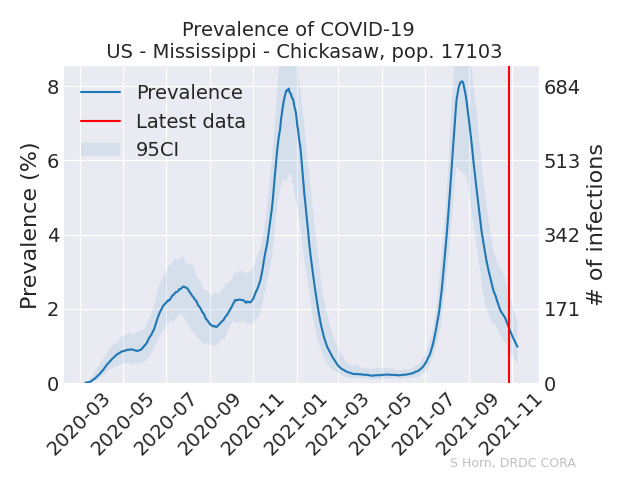 Prevalence of COVID-19
US - Mississippi - Chickasaw, pop. 17103
Prevalence
Latest data
95CI
Prevalence (%)
8
6
4
2
0
684
513
342
171
0
# of infections
2020-03
2020-05
2020-07
2020-09
2020-11
2021-01
2021-03
2021-05
2021-07
2021-09
2021-11
S Horn, DRDC CORA